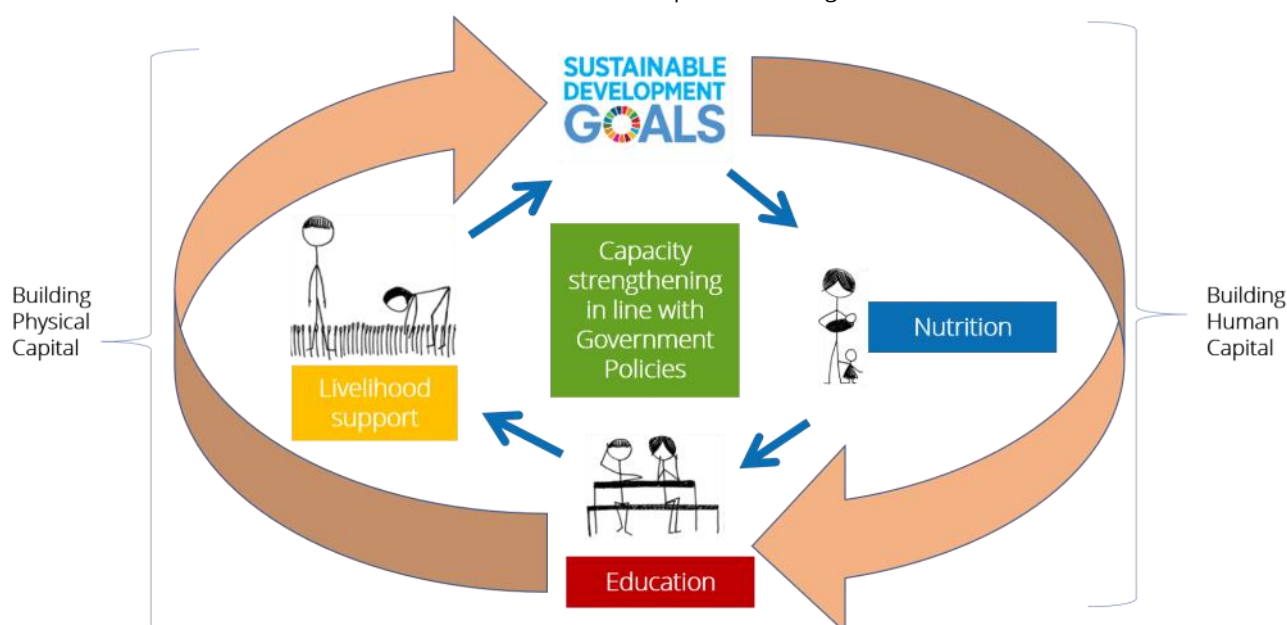 SUSTAINABLE
DEVELOPMENT
GOALS
Capacity
strengthening
in line with
Government
Policies
Building
Physical
Capital
Livelihood
support
Nutrition
Building
Human
Capital
Education